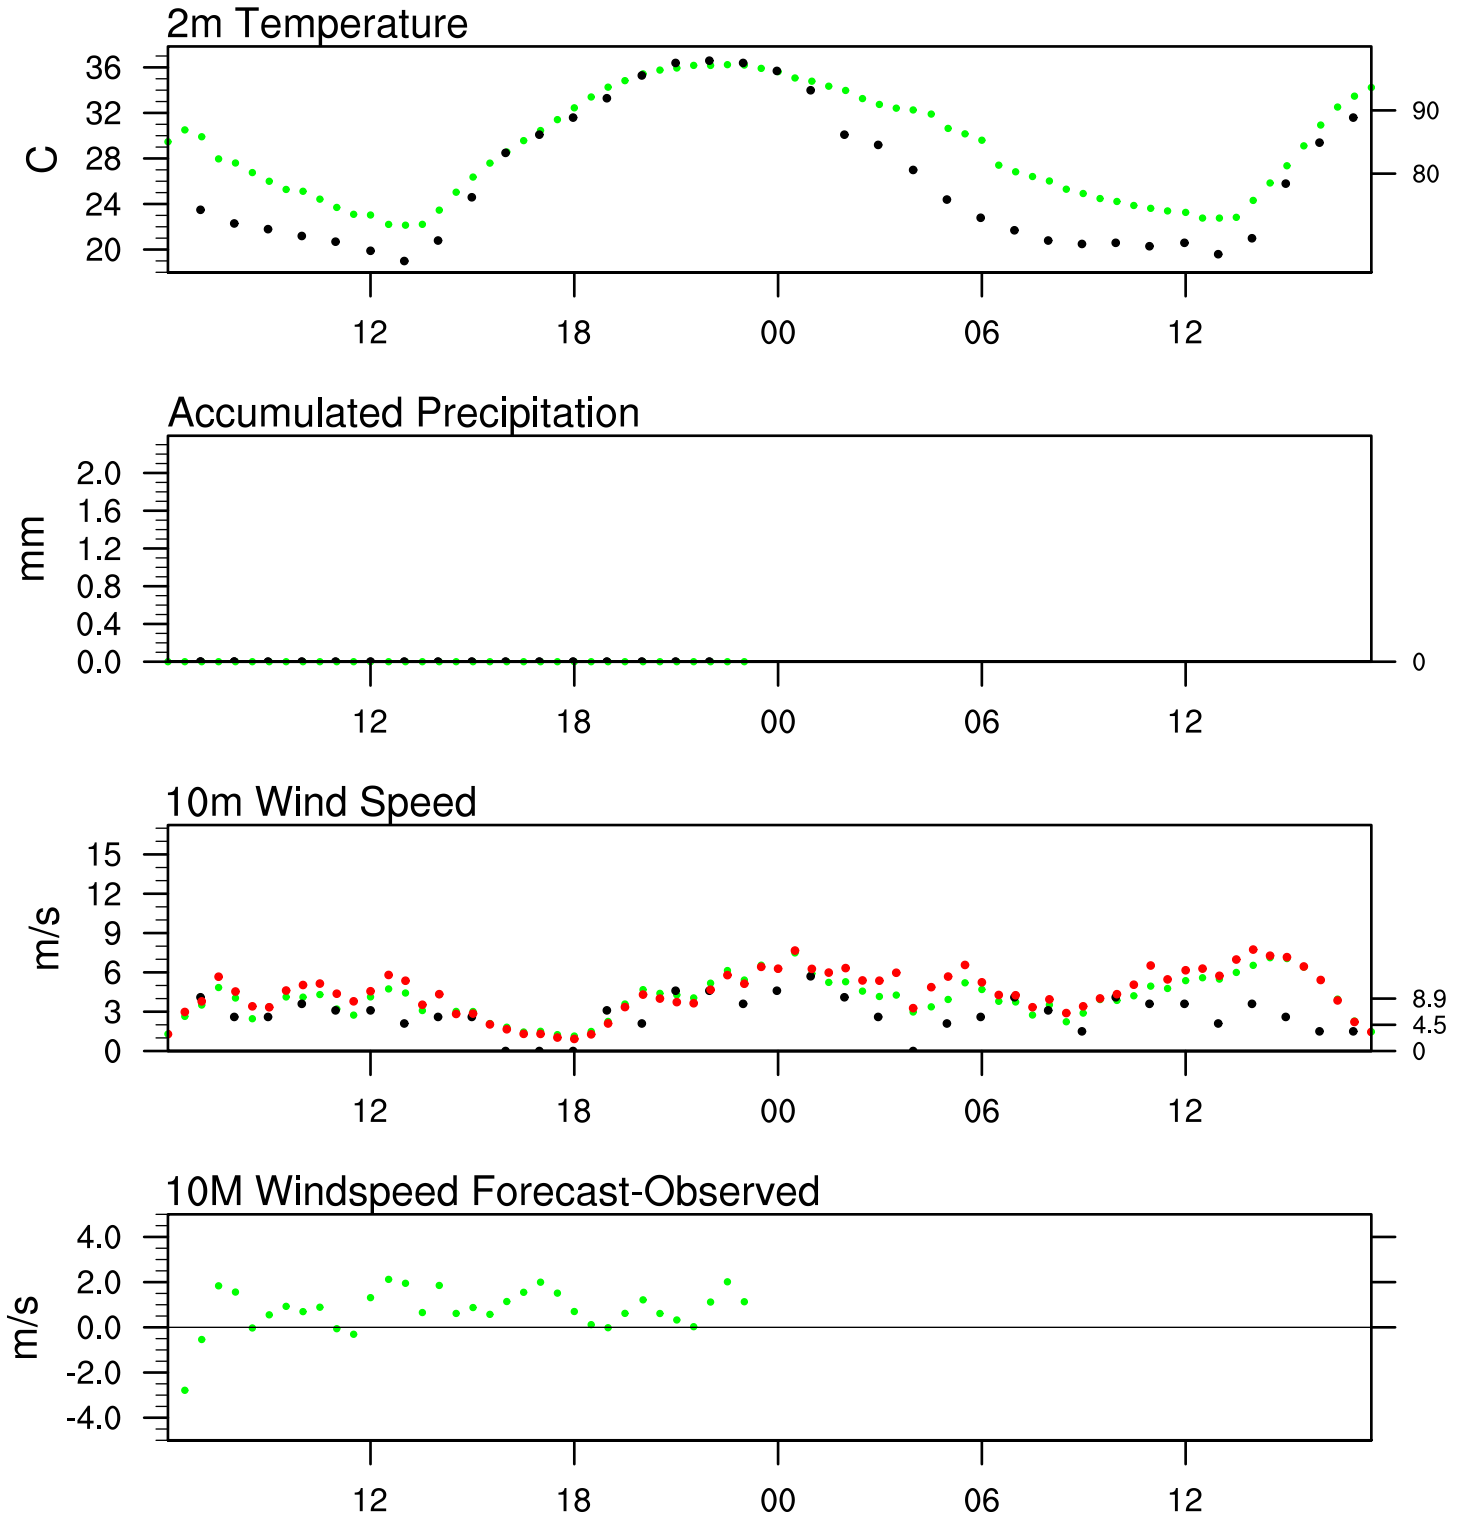 2m Temperature
36
32
28
24
20
C
90
80
12 18 00 06 12
Accumulated Precipitation
2.0
1.6
1.2
0.8
0.4
0.0
mm
0
12 18 00 06 12
10m Wind Speed
15
12
9
6
3
0
m/s
8.9
4.5
0
12 18 00 06 12
10M Windspeed Forecast-Observed
4.0
2.0
0.0
-2.0
-4.0
m/s
12 18 00 06 12